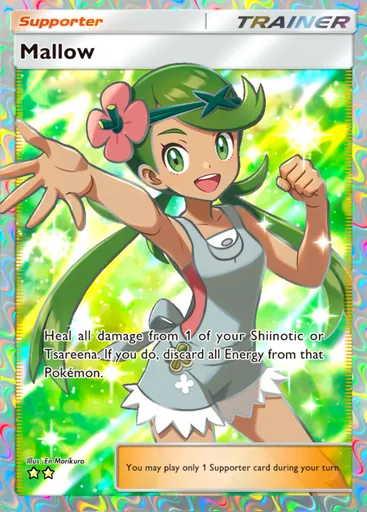 Supporter
TRAINER
Mallow
Heal all damage from 1 of your Shiinotic or
Tsareena. If you do, discard all Energy from that
Pokémon.
Illus. En Morikura
You may play only 1 Supporter card during your turn.